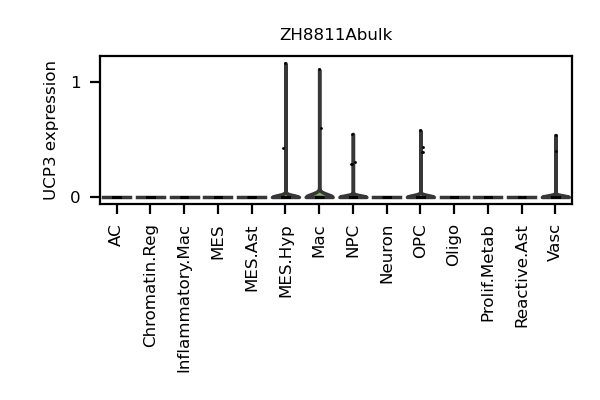 ZH8811Abulk
UCP3 expression
1
0
AC
Chromatin.Reg
Inflammatory.Mac
MES
MES.Ast
MES.Hyp
Mac
NPC
Neuron
OPC
Oligo
Prolif.Metab
Reactive.Ast
Vasc